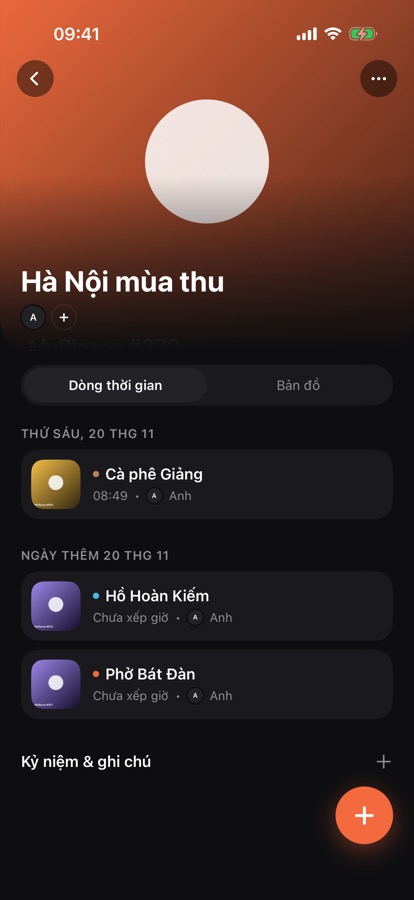 09:41
Hà Nội mùa thu
A
Dòng thời gian
Bản đồ
THỨ SÁU, 20 THG 11
Cà phê Giảng
08:49 • A Anh
NGÀY THÊM 20 THG 11
Hồ Hoàn Kiếm
Chưa xếp giờ • A Anh
Phở Bát Đàn
Chưa xếp giờ • A Anh
Kỷ niệm & ghi chú